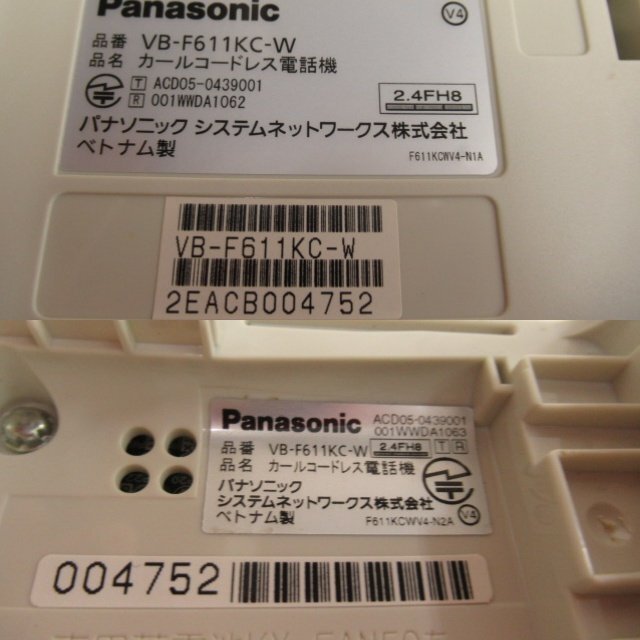 Panasonic
V4
品番 VB-F611KC-W
品名 カールコードレス電話機
T ACD05-0439001
R 001WWDA1062
2.4FH8
パナソニック システムネットワークス株式会社
ベトナム製
F611KCWV4-N1A
VB-F611KC-W
2EACB004752
Panasonic
ACD05-0439001
001WWDA1063
品番 VB-F611KC-W 2.4FH8 T R
品名 カールコードレス電話機
パナソニック
システムネットワークス株式会社
ベトナム製
F611KCWV4-N2A V4
004752